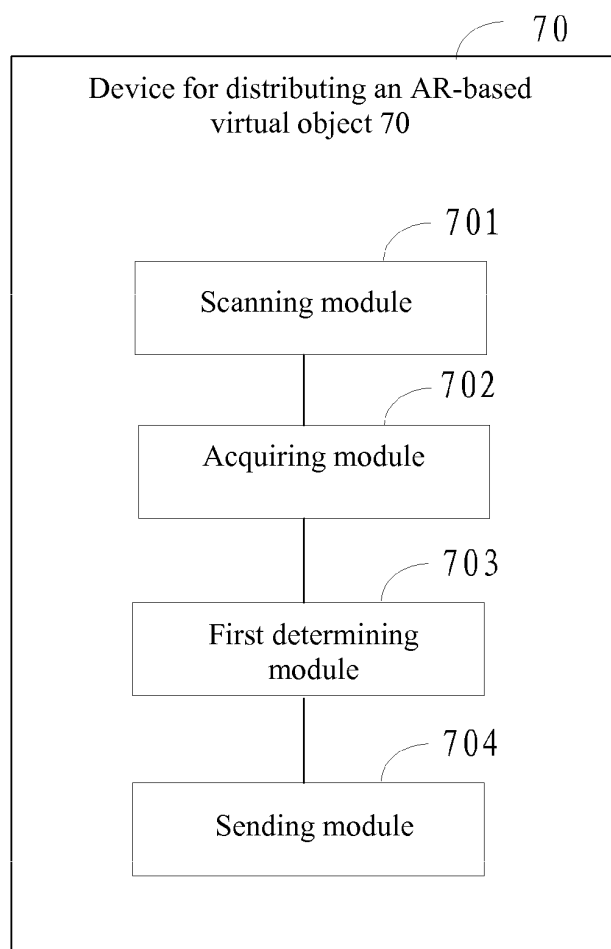 70
Device for distributing an AR-based
virtual object 70
701
Scanning module
702
Acquiring module
703
First determining
module
704
Sending module